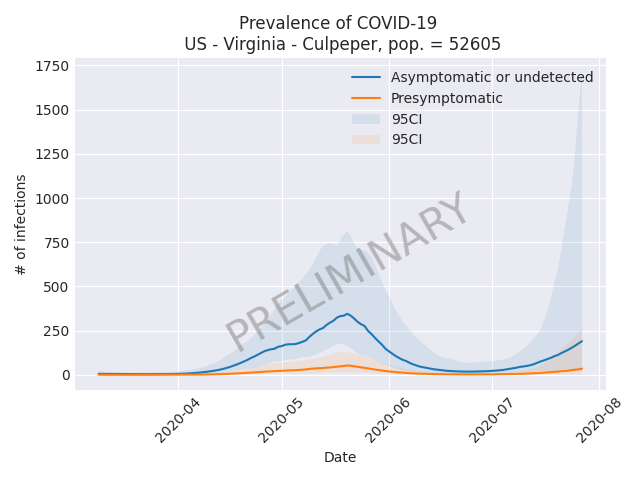 Prevalence of COVID-19
US - Virginia - Culpeper, pop. = 52605
1750
1500
1250
1000
750
500
250
0
# of infections
Asymptomatic or undetected
Presymptomatic
95CI
95CI
PRELIMINARY
2020-04
2020-05
2020-06
2020-07
2020-08
Date